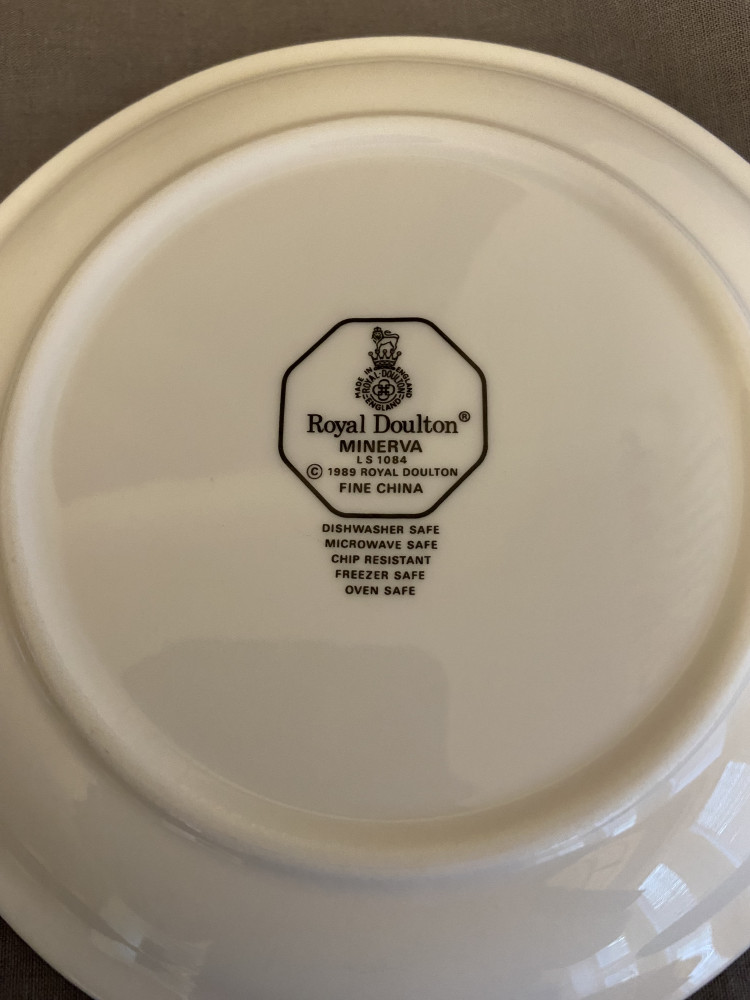 MADE IN ENGLAND
ROYAL·DOULTON
ENGLAND
Royal Doulton®
MINERVA
LS 1084
© 1989 ROYAL DOULTON
FINE CHINA
DISHWASHER SAFE
MICROWAVE SAFE
CHIP RESISTANT
FREEZER SAFE
OVEN SAFE